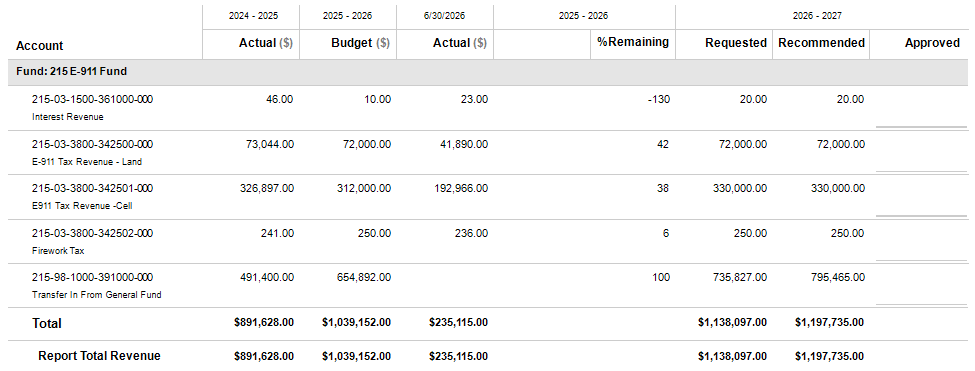 2024 - 2025 2025 - 2026 6/30/2026 2025 - 2026 2026 - 2027
Account Actual ($) Budget ($) Actual ($) %Remaining Requested Recommended Approved
Fund: 215 E-911 Fund
215-03-1500-361000-000 46.00 10.00 23.00 -130 20.00 20.00
Interest Revenue
215-03-3800-342500-000 73,044.00 72,000.00 41,890.00 42 72,000.00 72,000.00
E-911 Tax Revenue - Land
215-03-3800-342501-000 326,897.00 312,000.00 192,966.00 38 330,000.00 330,000.00
E911 Tax Revenue -Cell
215-03-3800-342502-000 241.00 250.00 236.00 6 250.00 250.00
Firework Tax
215-98-1000-391000-000 491,400.00 654,892.00 100 735,827.00 795,465.00
Transfer In From General Fund
Total $891,628.00 $1,039,152.00 $235,115.00 $1,138,097.00 $1,197,735.00
Report Total Revenue $891,628.00 $1,039,152.00 $235,115.00 $1,138,097.00 $1,197,735.00